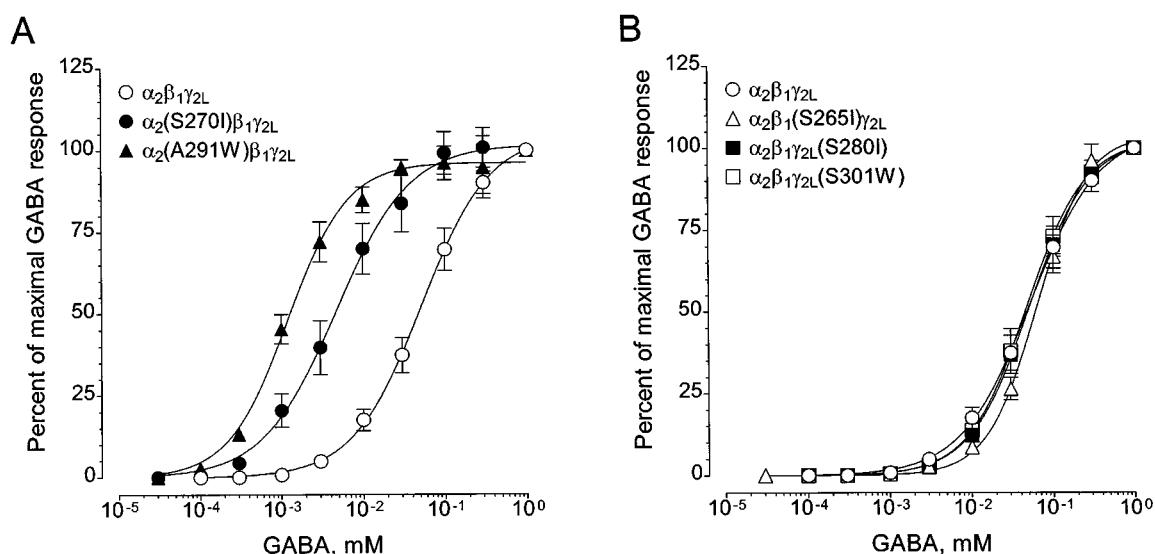 A
Percent of maximal GABA response
125
100
75
50
25
0
α₂β₁γ₂L
α₂(S270I)β₁γ₂L
α₂(A291W)β₁γ₂L
10⁻⁵ 10⁻⁴ 10⁻³ 10⁻² 10⁻¹ 10⁰
GABA, mM
B
Percent of maximal GABA response
125
100
75
50
25
0
α₂β₁γ₂L
α₂β₁(S265I)γ₂L
α₂β₁γ₂L(S280I)
α₂β₁γ₂L(S301W)
10⁻⁵ 10⁻⁴ 10⁻³ 10⁻² 10⁻¹ 10⁰
GABA, mM